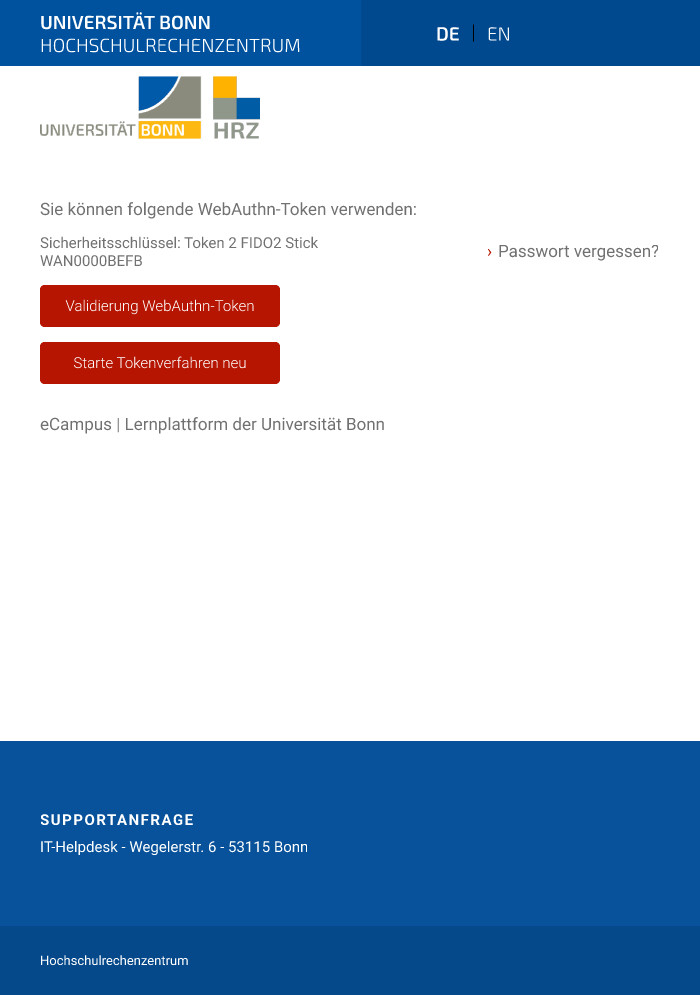 UNIVERSITÄT BONN
HOCHSCHULRECHENZENTRUM
DE | EN
UNIVERSITÄT BONN
HRZ
Sie können folgende WebAuthn-Token verwenden:
Sicherheitsschlüssel: Token 2 FIDO2 Stick
WAN0000BEFB
› Passwort vergessen?
Validierung WebAuthn-Token
Starte Tokenverfahren neu
eCampus | Lernplattform der Universität Bonn
SUPPORTANFRAGE
IT-Helpdesk - Wegelerstr. 6 - 53115 Bonn
Hochschulrechenzentrum